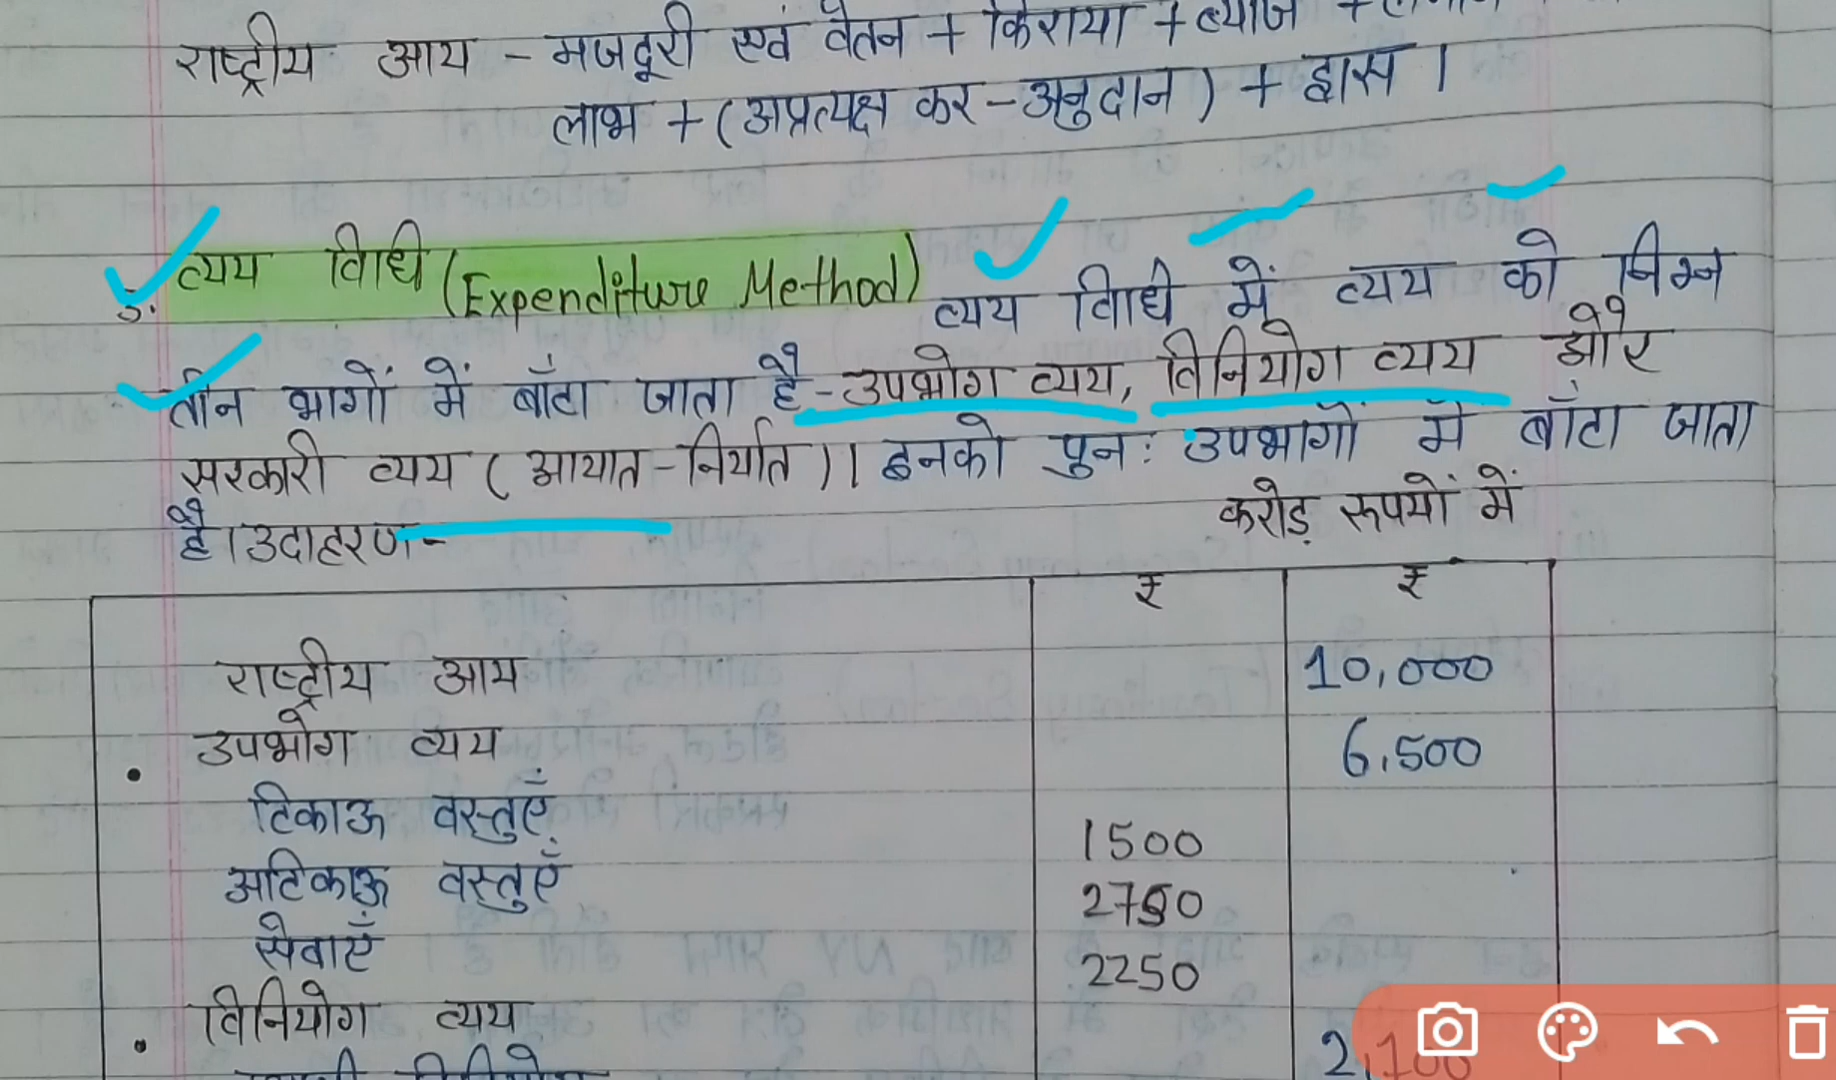 राष्ट्रीय आय - मजदूरी एवं वेतन + किराया + ब्याज +
लाभ + (अप्रत्यक्ष कर - अनुदान) + ह्रास ।
व्यय विधि (Expenditure Method) व्यय विधि में व्यय को निम्न
तीन भागों में बाँटा जाता है - उपभोग व्यय, विनियोग व्यय और
सरकारी व्यय ( आयात - निर्यात ) । इनको पुनः उपभागों में बाँटा जाता
है । उदाहरण- करोड़ रूपयों में
₹ ₹
राष्ट्रीय आय 10,000
उपभोग व्यय 6,500
टिकाऊ वस्तुएँ 1500
अटिकाऊ वस्तुएँ 2750
सेवाएँ 2250
विनियोग व्यय 2,100